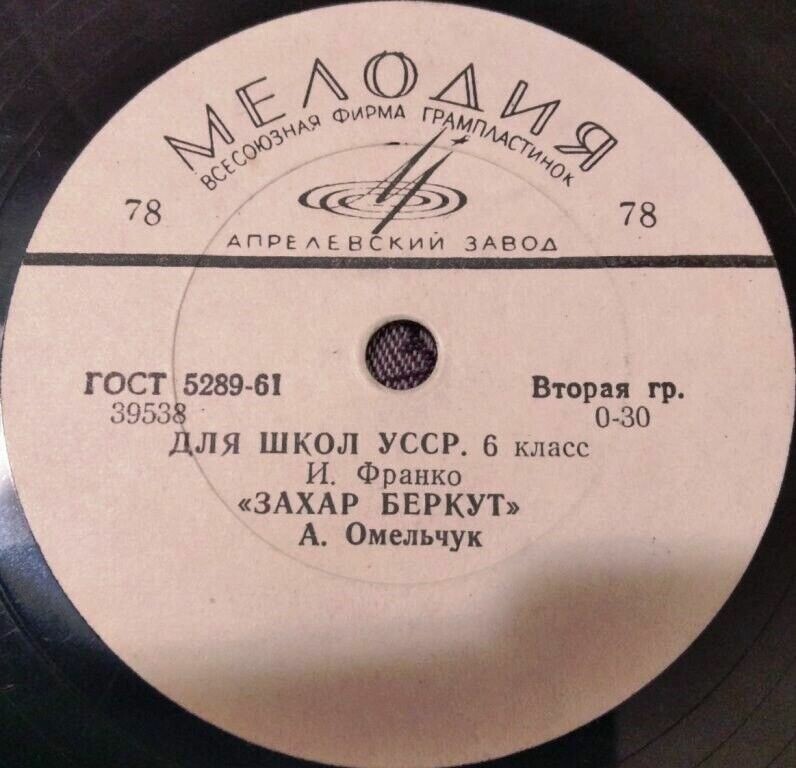 МЕЛОДИЯ
ВСЕСОЮЗНАЯ ФИРМА ГРАМПЛАСТИНОК
78 78
АПРЕЛЕВСКИЙ ЗАВОД
ГОСТ 5289-61 Вторая гр.
39538 0-30
ДЛЯ ШКОЛ УССР. 6 класс
И. Франко
«ЗАХАР БЕРКУТ»
А. Омельчук